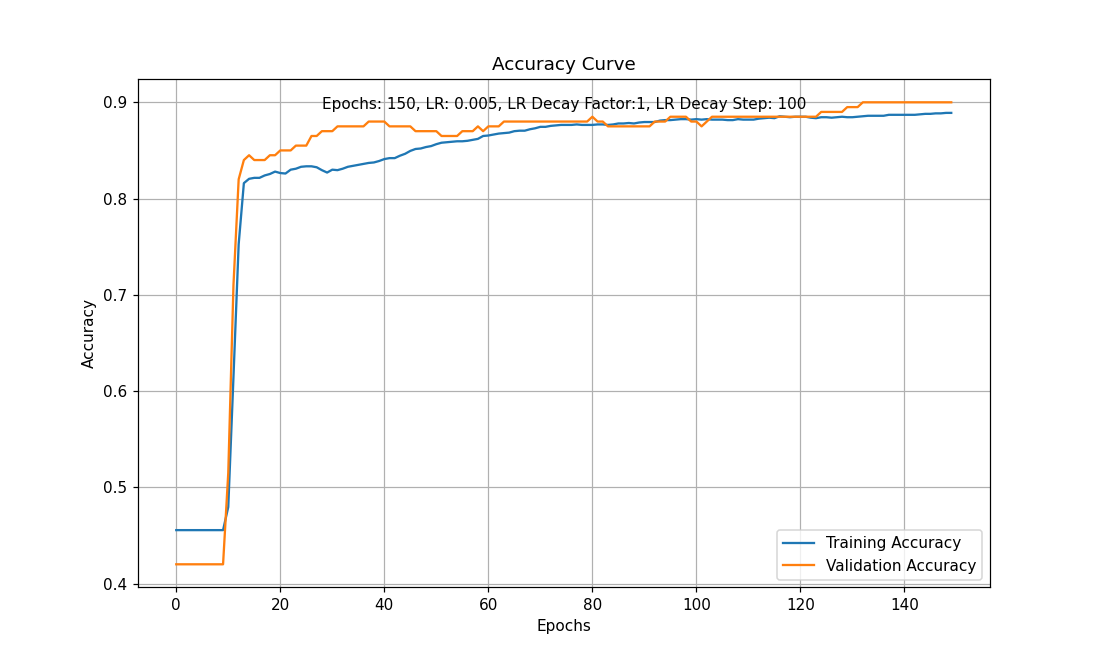 Accuracy Curve
Epochs: 150, LR: 0.005, LR Decay Factor:1, LR Decay Step: 100
0.9
0.8
0.7
0.6
0.5
0.4
Accuracy
0 20 40 60 80 100 120 140
Epochs
Training Accuracy
Validation Accuracy